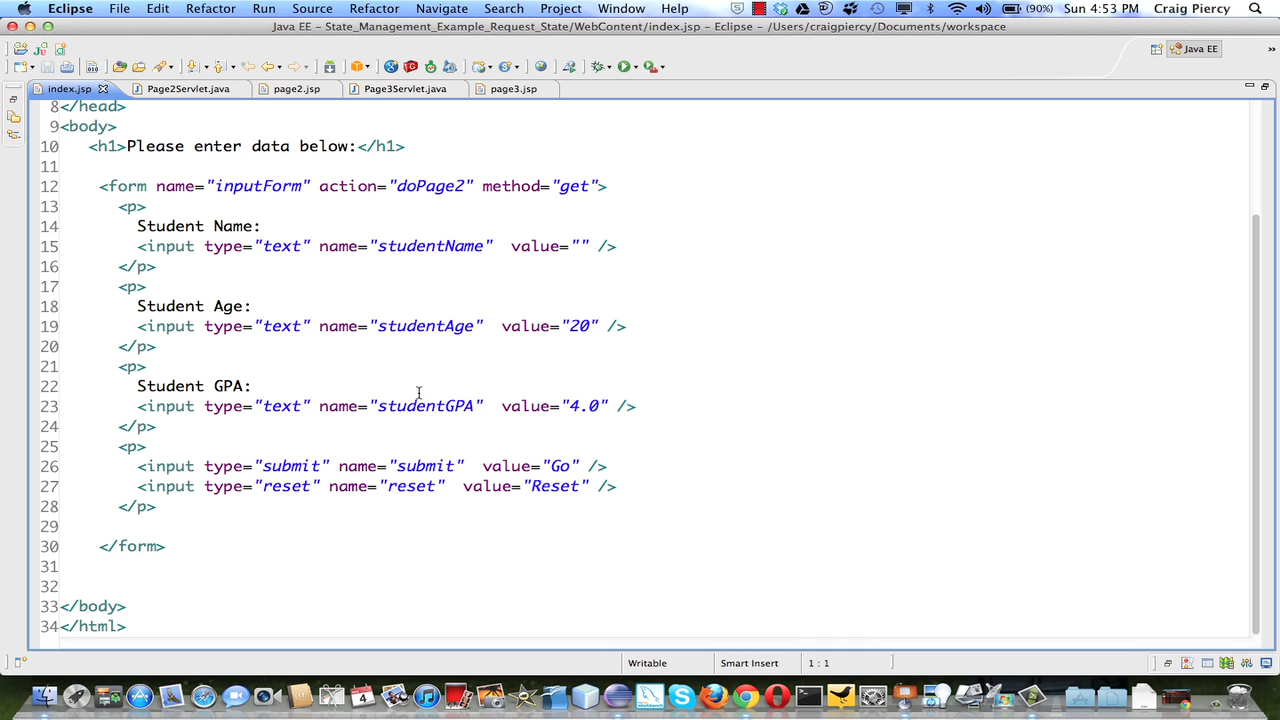 Eclipse File Edit Refactor Run Source Refactor Navigate Search Project Run Window Help (90%) Sun 4:53 PM Craig Piercy
Java EE - State_Management_Example_Request_State/WebContent/index.jsp - Eclipse - /Users/craigpiercy/Documents/workspace
Java EE
index.jsp Page2Servlet.java page2.jsp Page3Servlet.java page3.jsp
8 </head>
9 <body>
10 <h1>Please enter data below:</h1>
11
12 <form name="inputForm" action="doPage2" method="get">
13 <p>
14 Student Name:
15 <input type="text" name="studentName" value="" />
16 </p>
17 <p>
18 Student Age:
19 <input type="text" name="studentAge" value="20" />
20 </p>
21 <p>
22 Student GPA:
23 <input type="text" name="studentGPA" value="4.0" />
24 </p>
25 <p>
26 <input type="submit" name="submit" value="Go" />
27 <input type="reset" name="reset" value="Reset" />
28 </p>
29
30 </form>
31
32
33 </body>
34 </html>
Writable Smart Insert 1 : 1